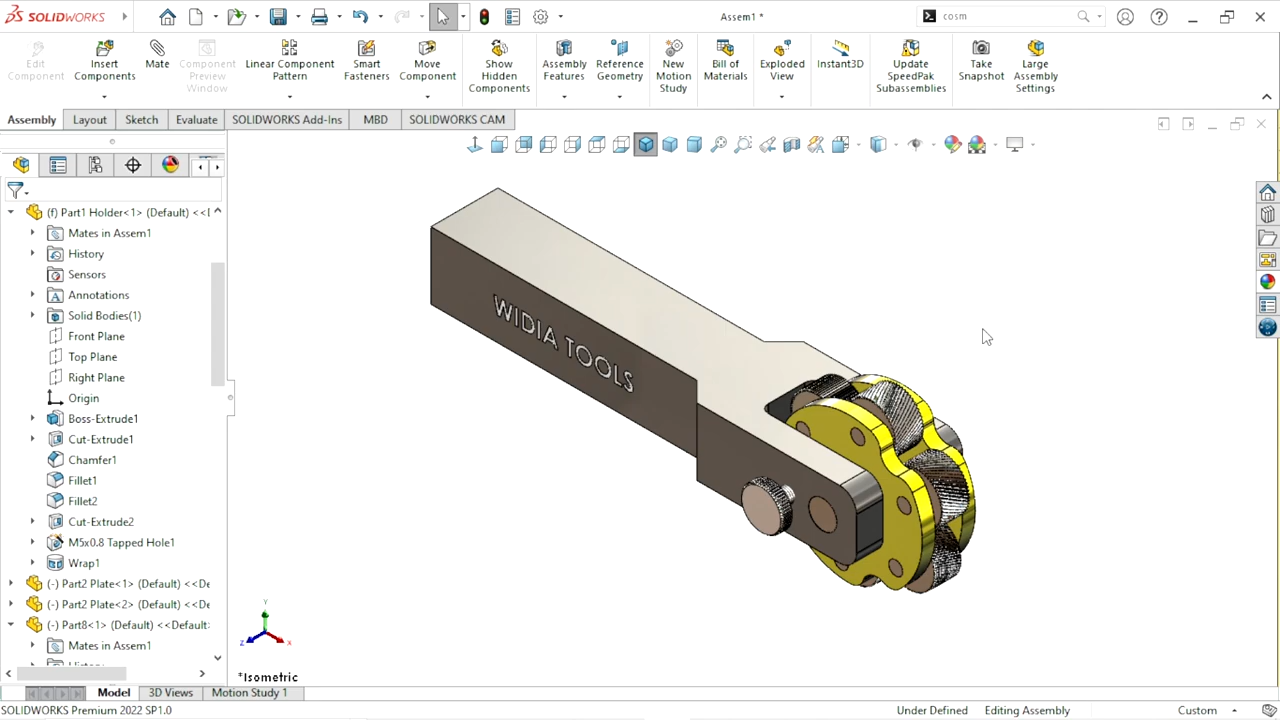 SOLIDWORKS
Assem1 *
cosm
Edit Component
Insert Components
Mate
Component Preview Window
Linear Component Pattern
Smart Fasteners
Move Component
Show Hidden Components
Assembly Features
Reference Geometry
New Motion Study
Bill of Materials
Exploded View
Instant3D
Update SpeedPak Subassemblies
Take Snapshot
Large Assembly Settings
Assembly
Layout
Sketch
Evaluate
SOLIDWORKS Add-Ins
MBD
SOLIDWORKS CAM
(f) Part1 Holder<1> (Default) <<
Mates in Assem1
History
Sensors
Annotations
Solid Bodies(1)
Front Plane
Top Plane
Right Plane
Origin
Boss-Extrude1
Cut-Extrude1
Chamfer1
Fillet1
Fillet2
Cut-Extrude2
M5x0.8 Tapped Hole1
Wrap1
(-) Part2 Plate<1> (Default) <<De
(-) Part2 Plate<2> (Default) <<De
(-) Part8<1> (Default) <<Default
Mates in Assem1
WIDIA TOOLS
Y
Z
X
*Isometric
Model
3D Views
Motion Study 1
SOLIDWORKS Premium 2022 SP1.0
Under Defined
Editing Assembly
Custom